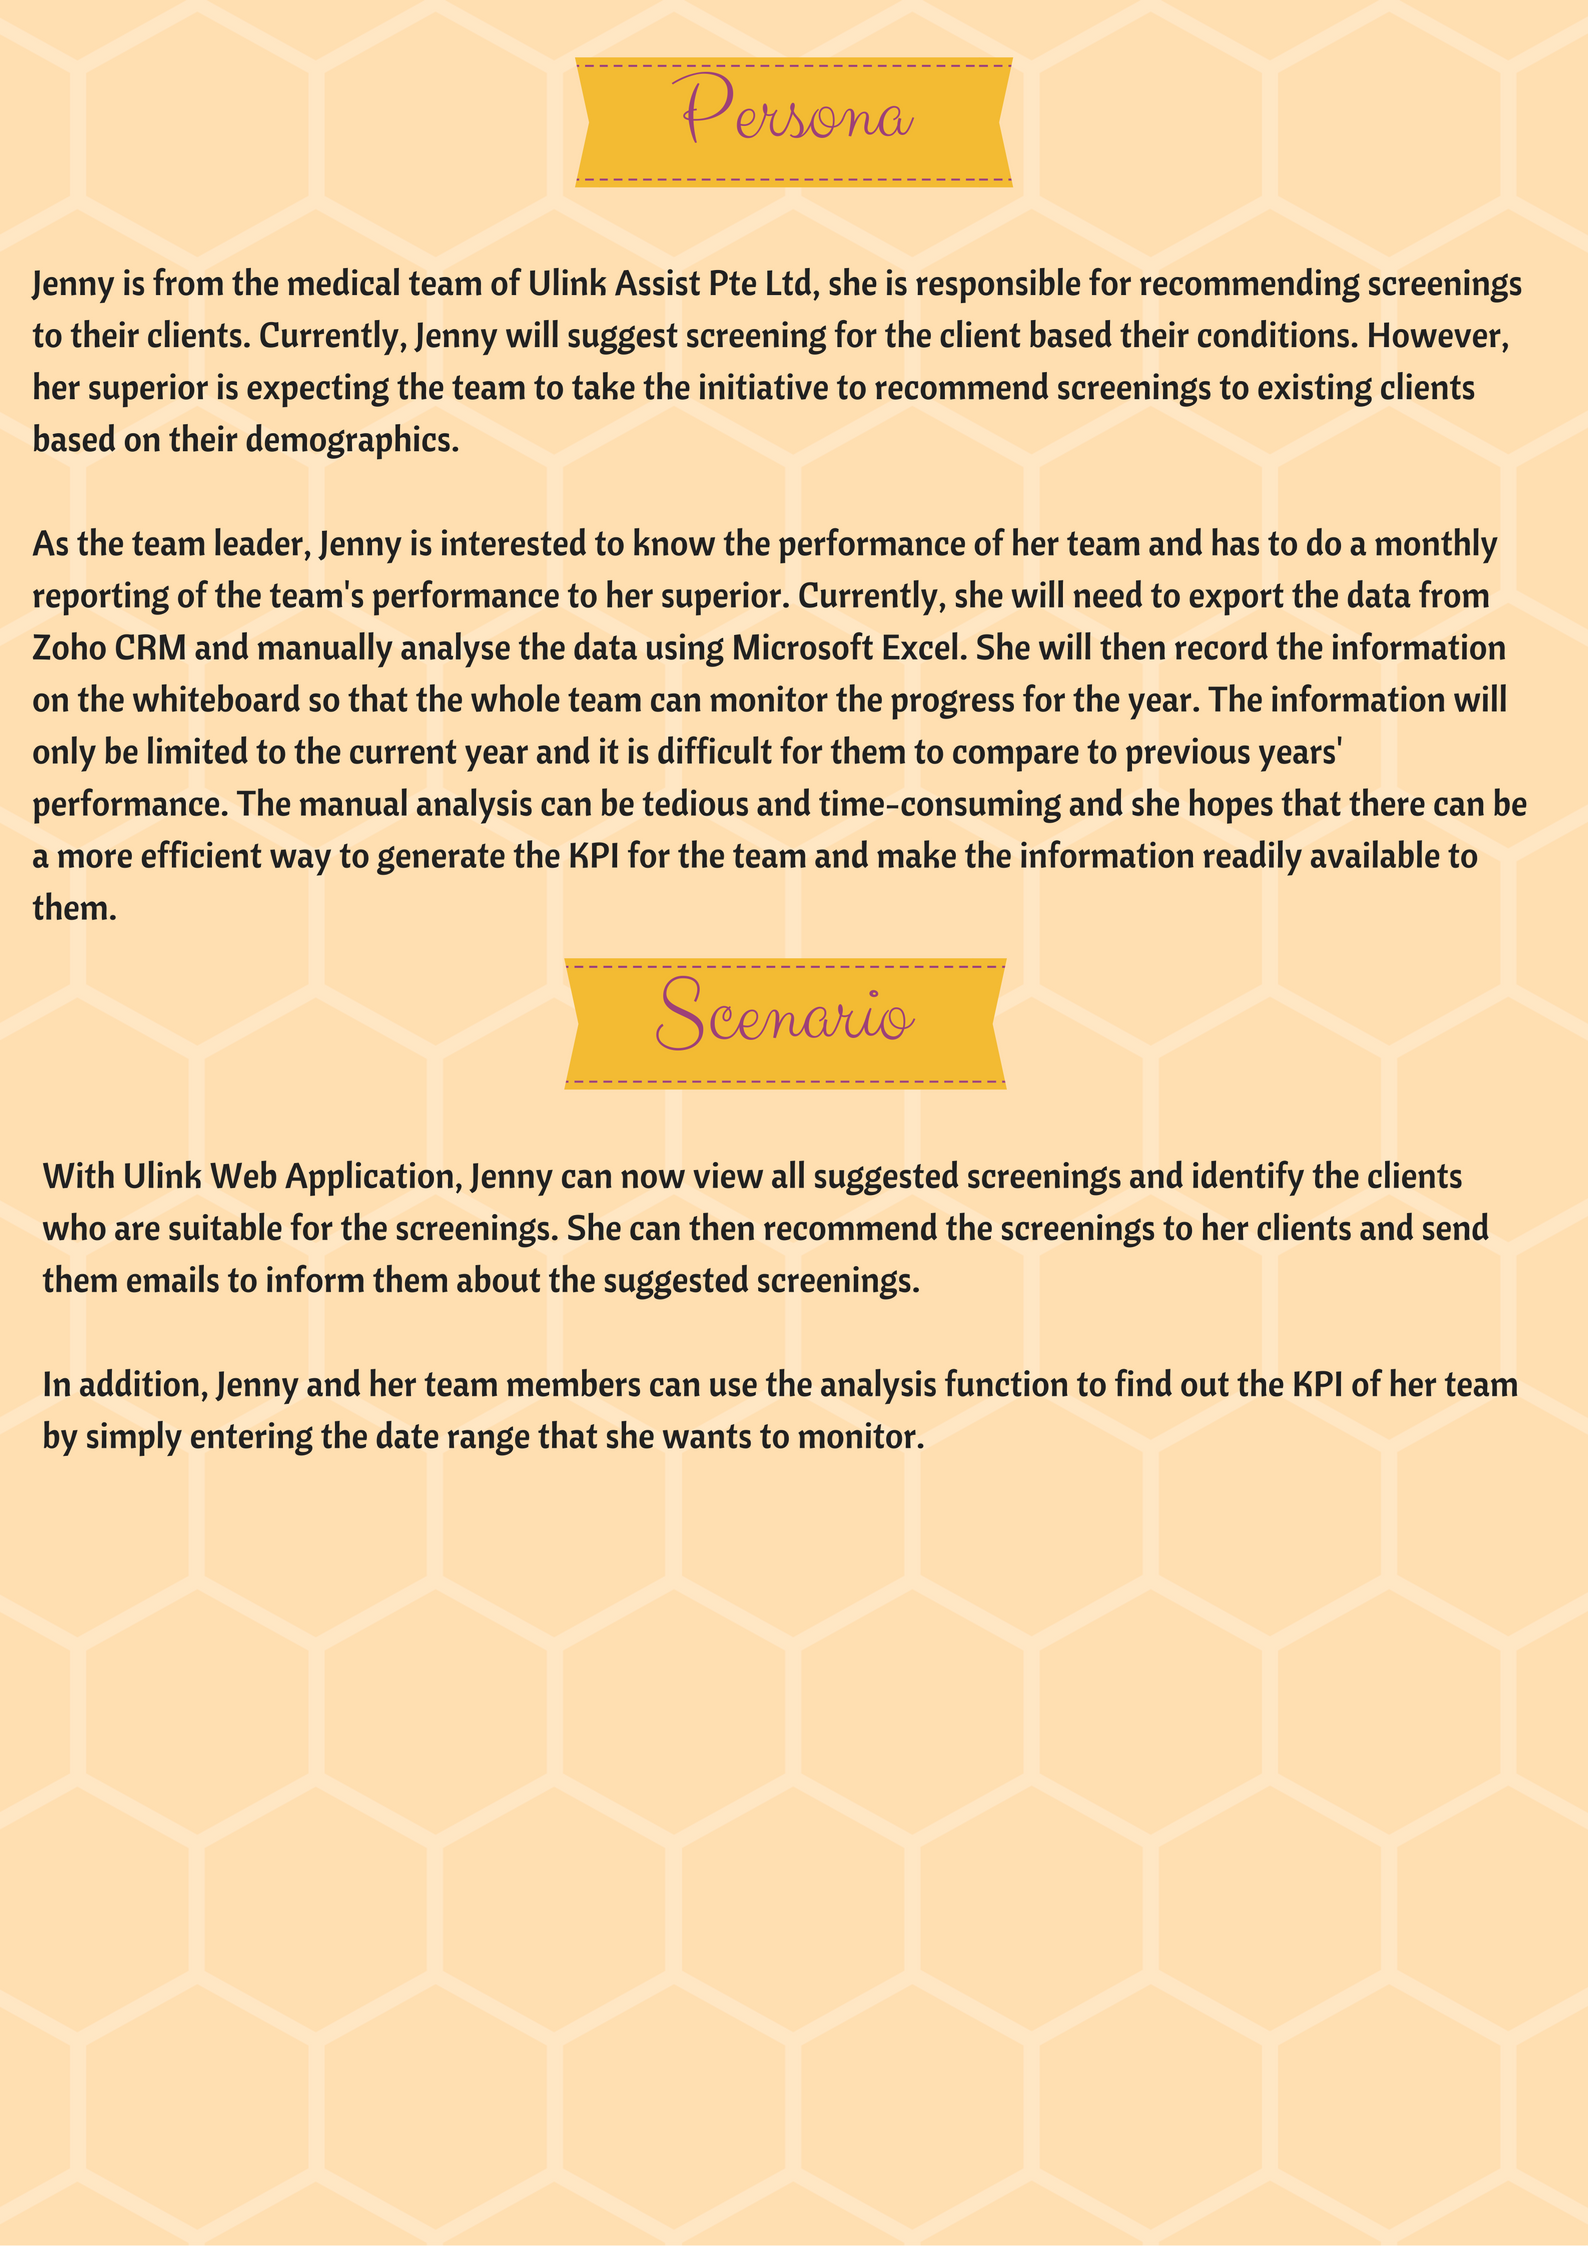 Persona
Jenny is from the medical team of Ulink Assist Pte Ltd, she is responsible for recommending screenings
to their clients. Currently, Jenny will suggest screening for the client based their conditions. However,
her superior is expecting the team to take the initiative to recommend screenings to existing clients
based on their demographics.
As the team leader, Jenny is interested to know the performance of her team and has to do a monthly
reporting of the team's performance to her superior. Currently, she will need to export the data from
Zoho CRM and manually analyse the data using Microsoft Excel. She will then record the information
on the whiteboard so that the whole team can monitor the progress for the year. The information will
only be limited to the current year and it is difficult for them to compare to previous years'
performance. The manual analysis can be tedious and time-consuming and she hopes that there can be
a more efficient way to generate the KPI for the team and make the information readily available to
them.
Scenario
With Ulink Web Application, Jenny can now view all suggested screenings and identify the clients
who are suitable for the screenings. She can then recommend the screenings to her clients and send
them emails to inform them about the suggested screenings.
In addition, Jenny and her team members can use the analysis function to find out the KPI of her team
by simply entering the date range that she wants to monitor.